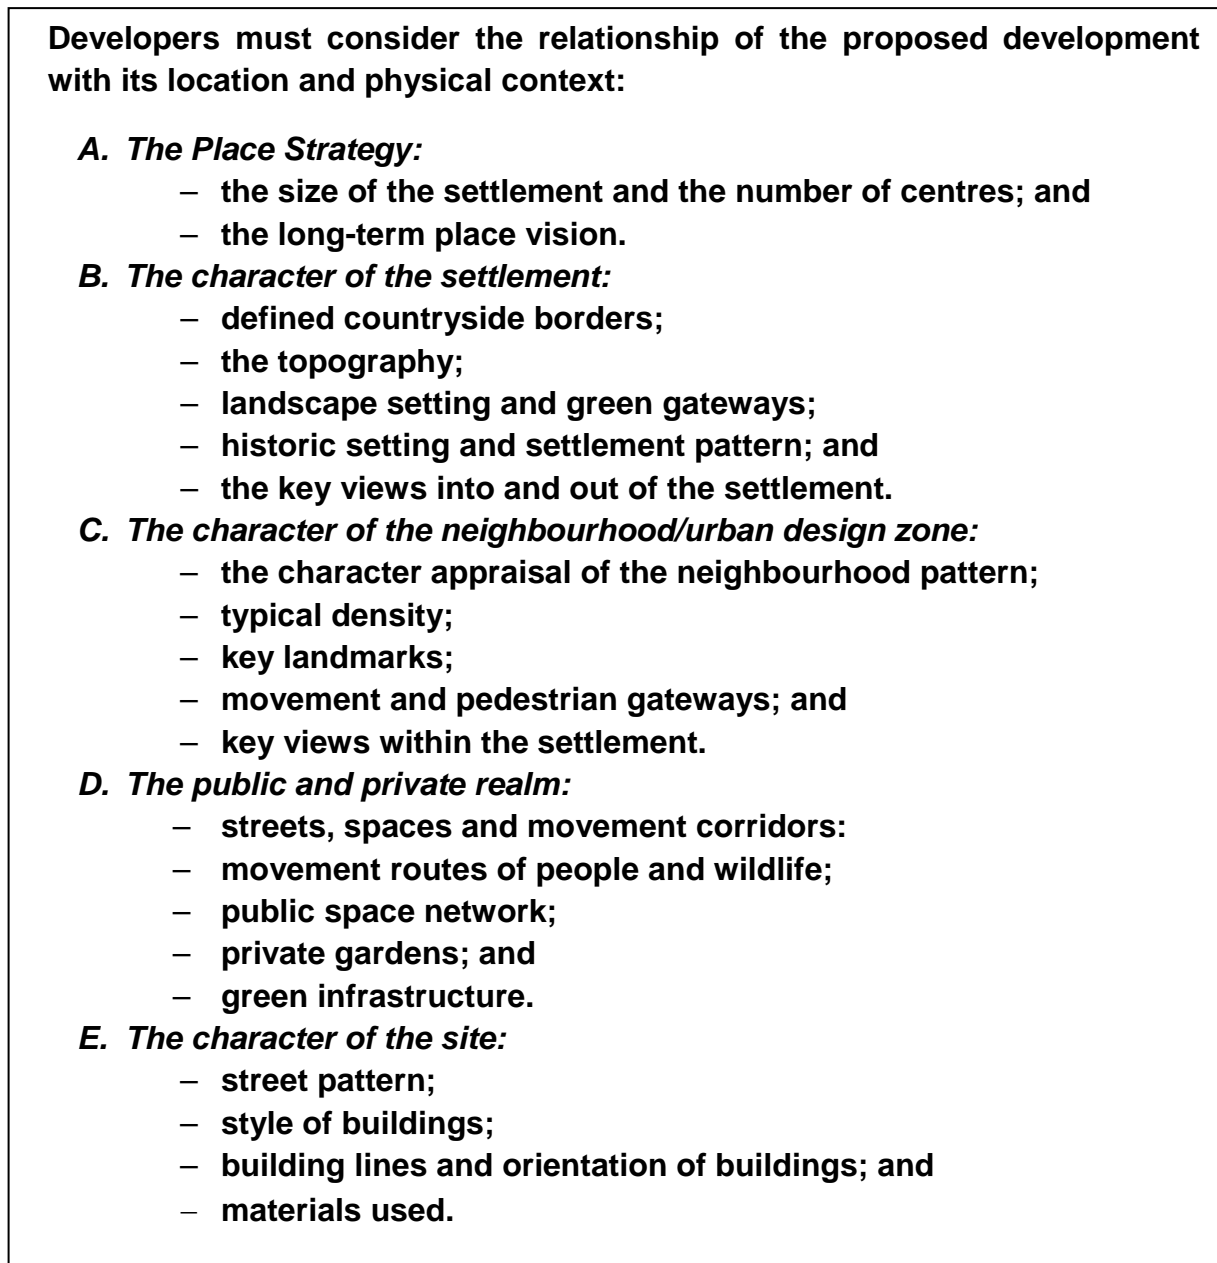 Developers must consider the relationship of the proposed development
with its location and physical context:
A. The Place Strategy:
– the size of the settlement and the number of centres; and
– the long-term place vision.
B. The character of the settlement:
– defined countryside borders;
– the topography;
– landscape setting and green gateways;
– historic setting and settlement pattern; and
– the key views into and out of the settlement.
C. The character of the neighbourhood/urban design zone:
– the character appraisal of the neighbourhood pattern;
– typical density;
– key landmarks;
– movement and pedestrian gateways; and
– key views within the settlement.
D. The public and private realm:
– streets, spaces and movement corridors:
– movement routes of people and wildlife;
– public space network;
– private gardens; and
– green infrastructure.
E. The character of the site:
– street pattern;
– style of buildings;
– building lines and orientation of buildings; and
– materials used.